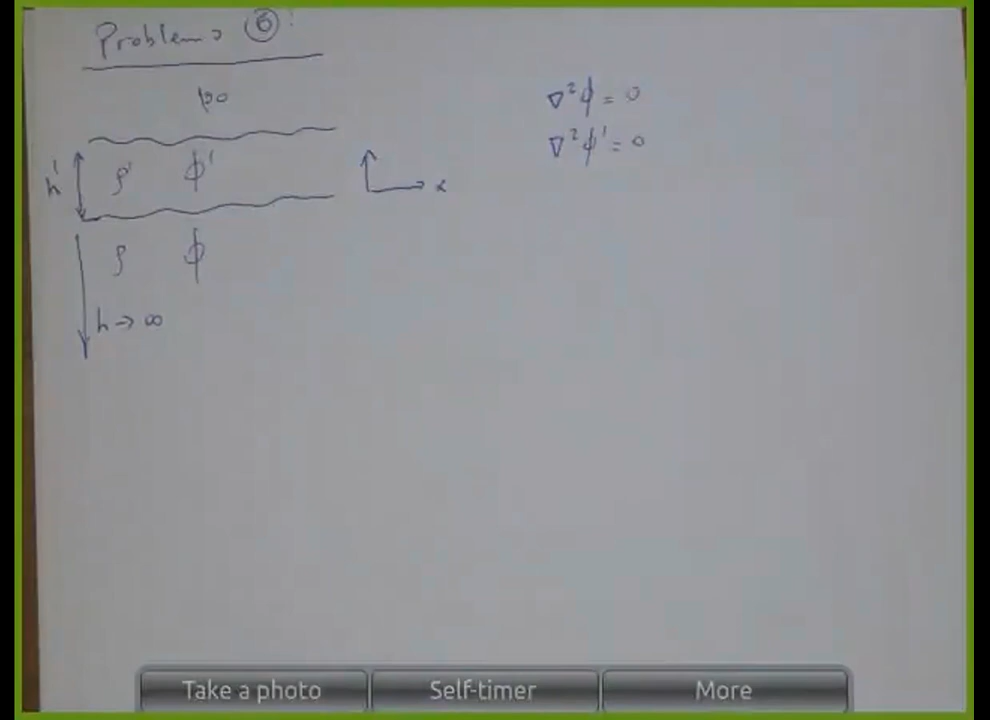 Problem 6:
p0
∇²ϕ = 0
∇²ϕ' = 0
h' ρ' ϕ'
x
ρ ϕ
h → ∞
Take a photo Self-timer More